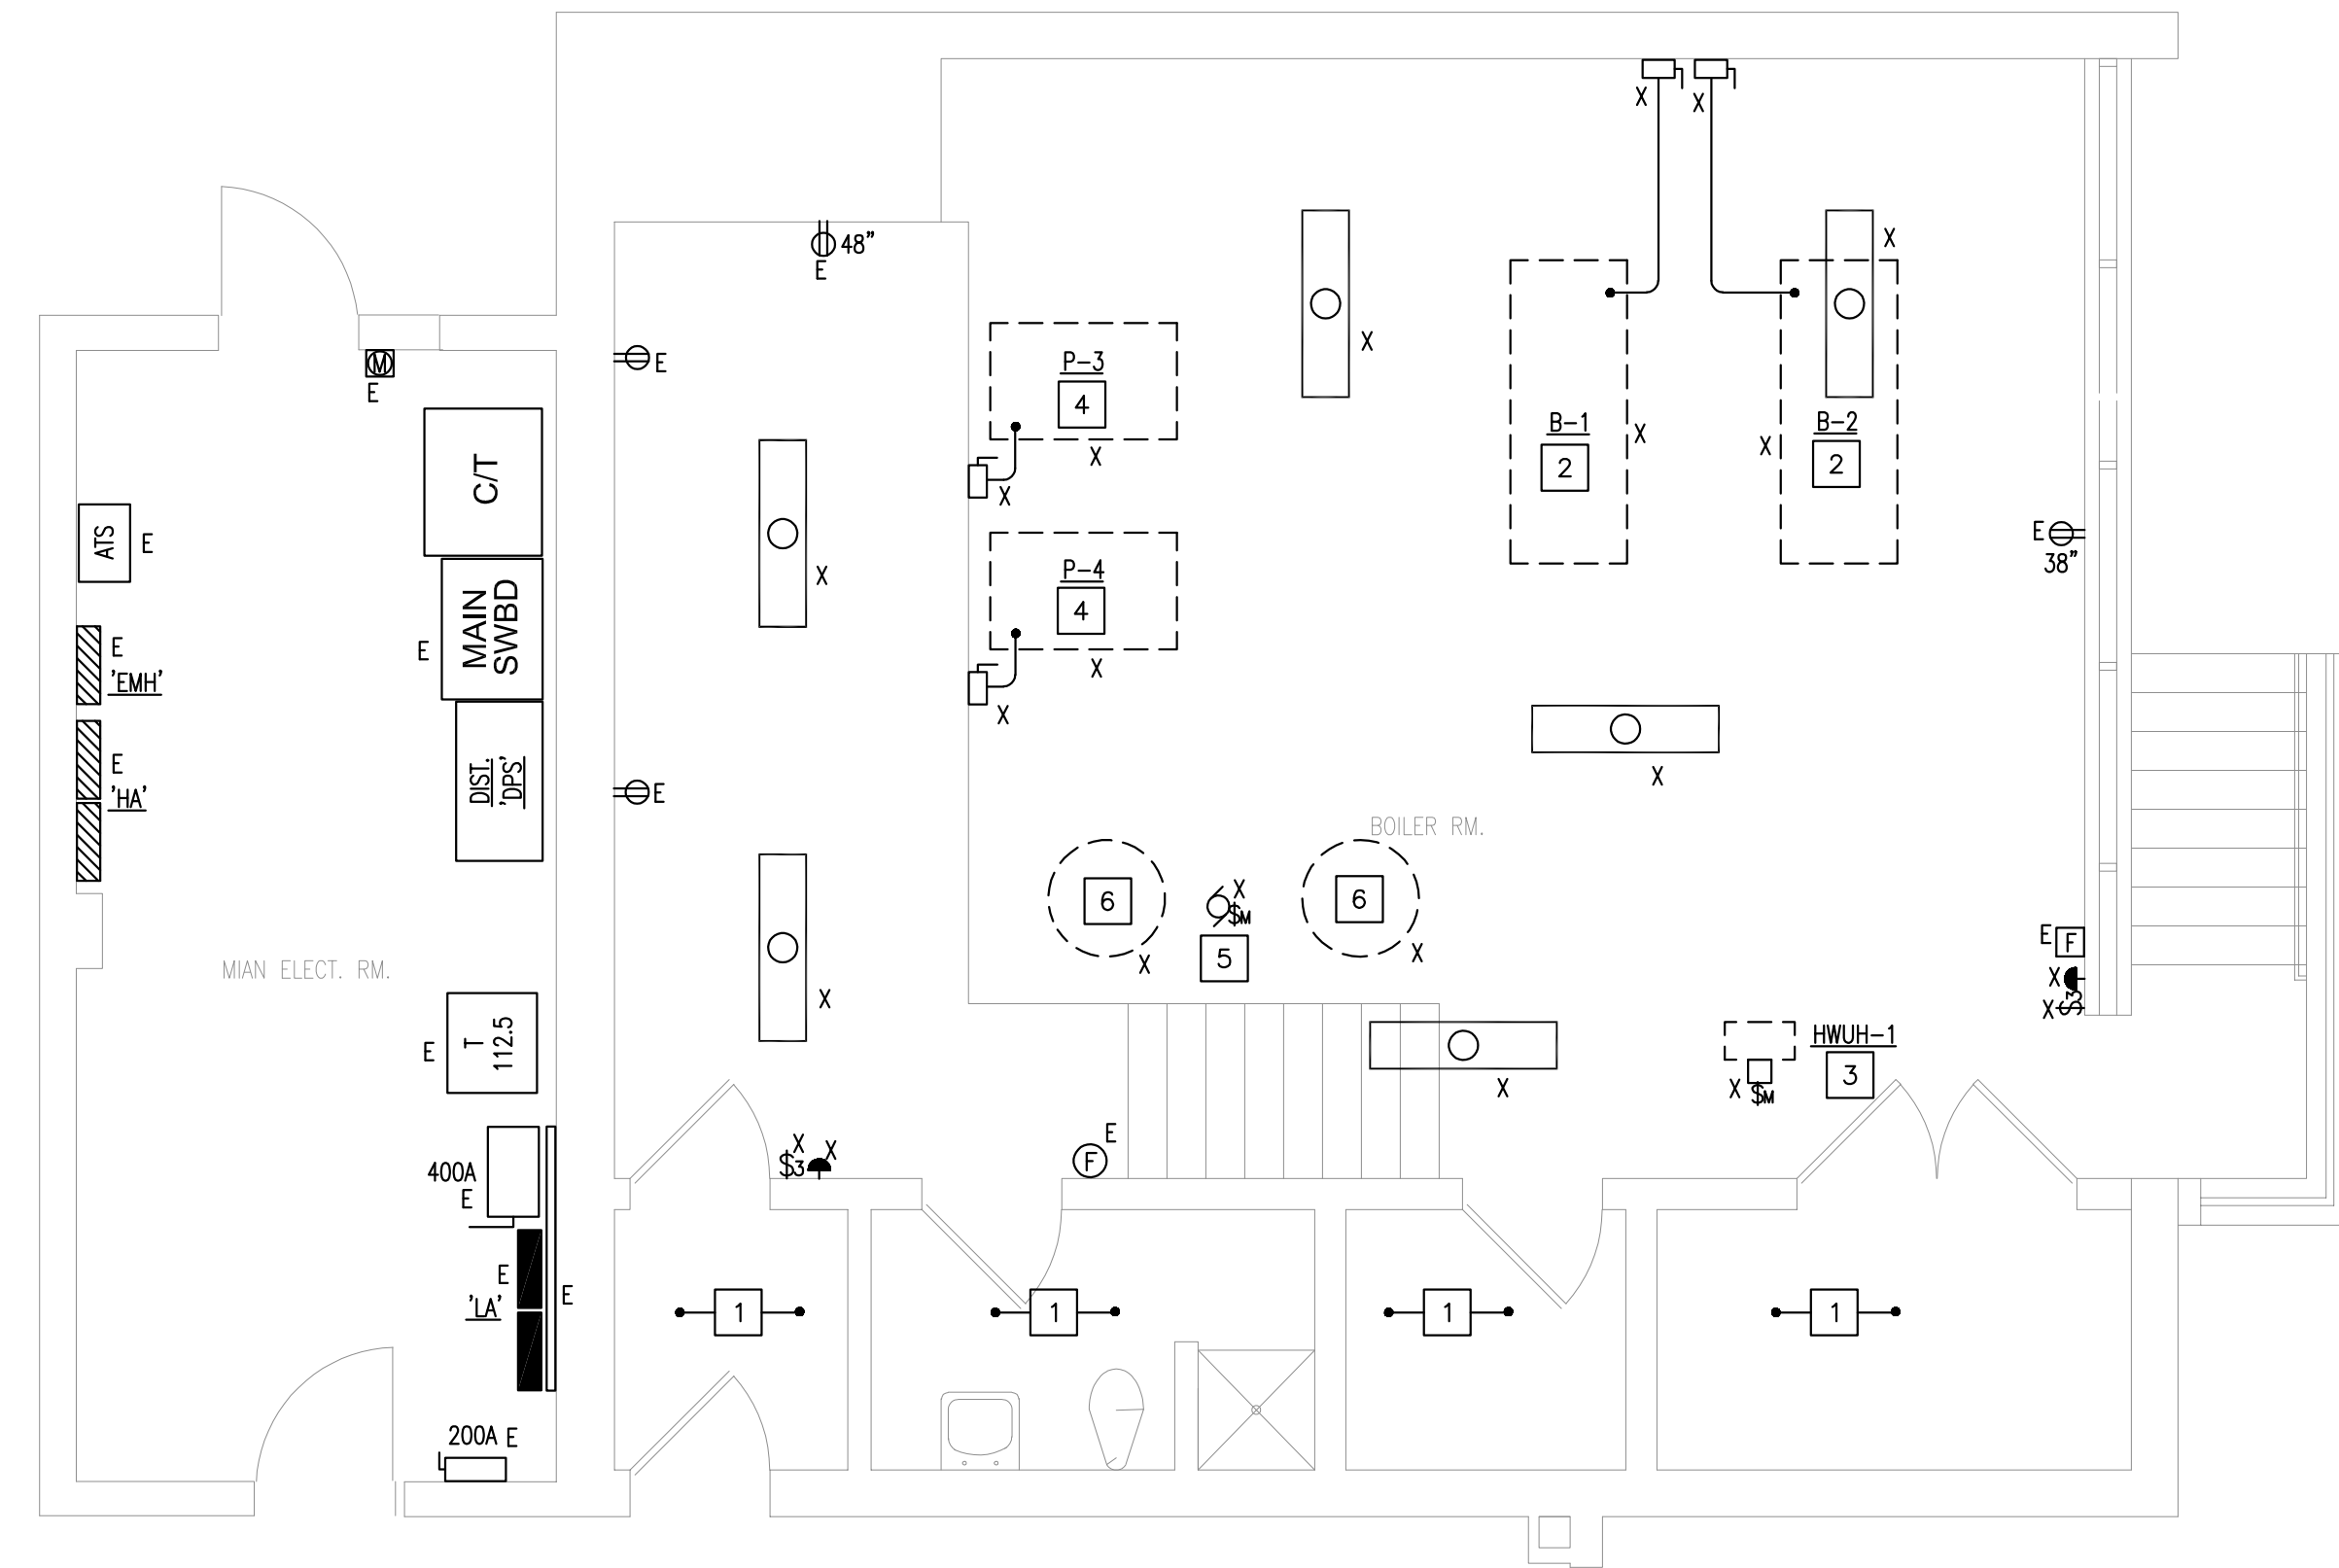 X
X
X
48”
E
M
E
E
X
P-3
4
X
X
B-1
2
X
B-2
2
X
C/T
ATS
E
X
P-4
4
X
X
E
38”
MAIN
SWBD
E
E
'EMH'
E
'HA'
DIST.
'DPS'
E
X
BOILER RM.
6
X
$M
5
6
X
X
E
F
X
X
$3
MIAN ELECT. RM.
X
T
112.5
E
HWUH-1
3
X
$M
X
400A
E
X
X
$3
E
F
E
'LA'
E
1
1
1
1
200A
E